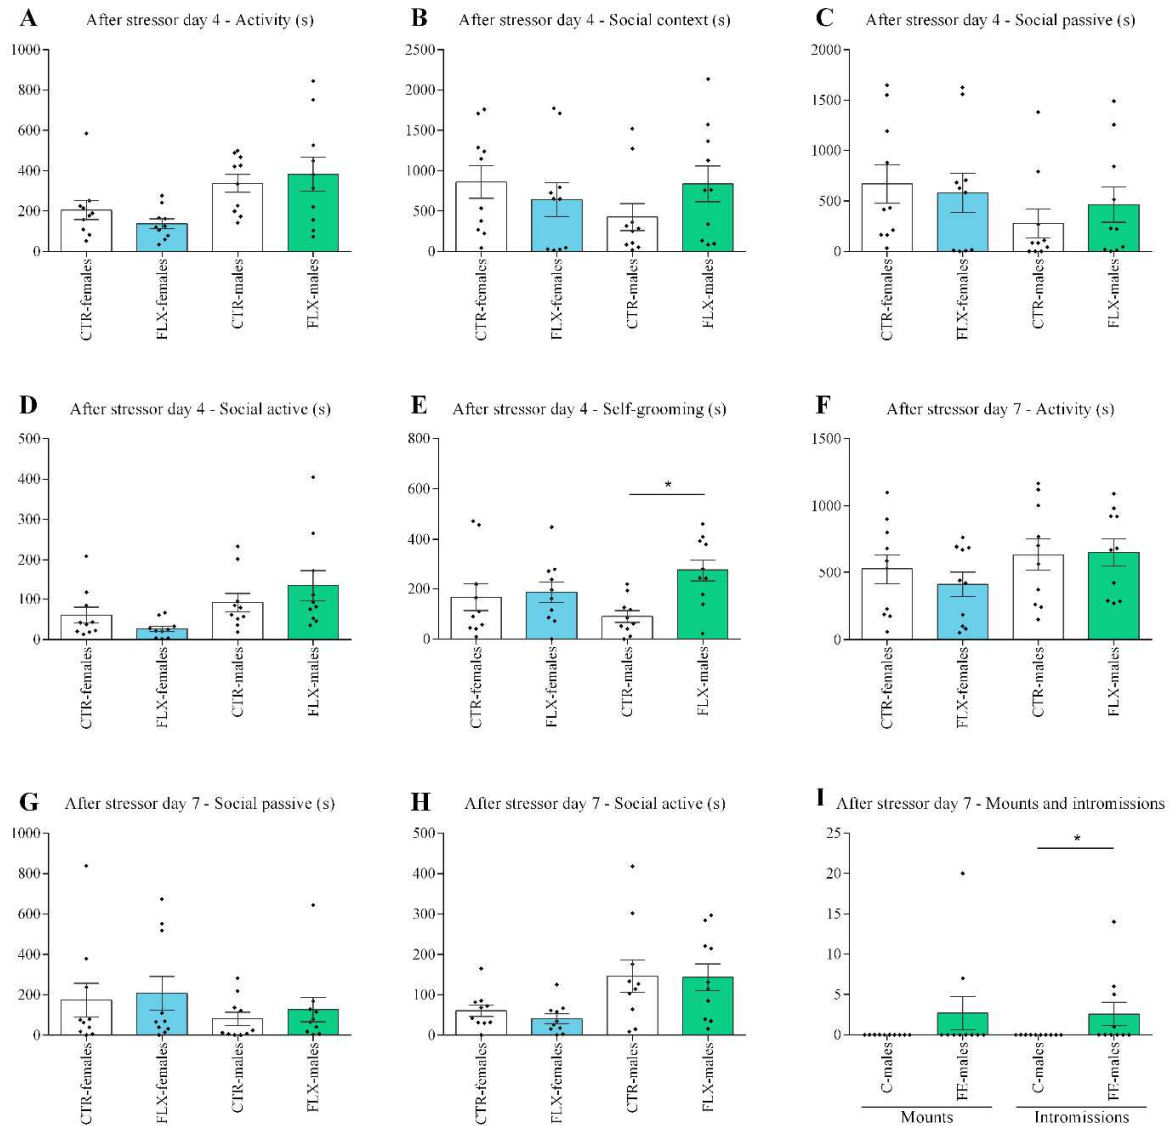 A After stressor day 4 - Activity (s)
1000
800
600
400
200
0
CTR-females
FLX-females
CTR-males
FLX-males
B After stressor day 4 - Social context (s)
2500
2000
1500
1000
500
0
CTR-females
FLX-females
CTR-males
FLX-males
C After stressor day 4 - Social passive (s)
2000
1500
1000
500
0
CTR-females
FLX-females
CTR-males
FLX-males
D After stressor day 4 - Social active (s)
500
400
300
200
100
0
CTR-females
FLX-females
CTR-males
FLX-males
E After stressor day 4 - Self-grooming (s)
800
600
400
200
0
*
CTR-females
FLX-females
CTR-males
FLX-males
F After stressor day 7 - Activity (s)
1500
1000
500
0
CTR-females
FLX-females
CTR-males
FLX-males
G After stressor day 7 - Social passive (s)
1000
800
600
400
200
0
CTR-females
FLX-females
CTR-males
FLX-males
H After stressor day 7 - Social active (s)
500
400
300
200
100
0
CTR-females
FLX-females
CTR-males
FLX-males
I After stressor day 7 - Mounts and intromissions
25
20
15
10
5
0
*
C-males
FE-males
C-males
FE-males
Mounts
Intromissions